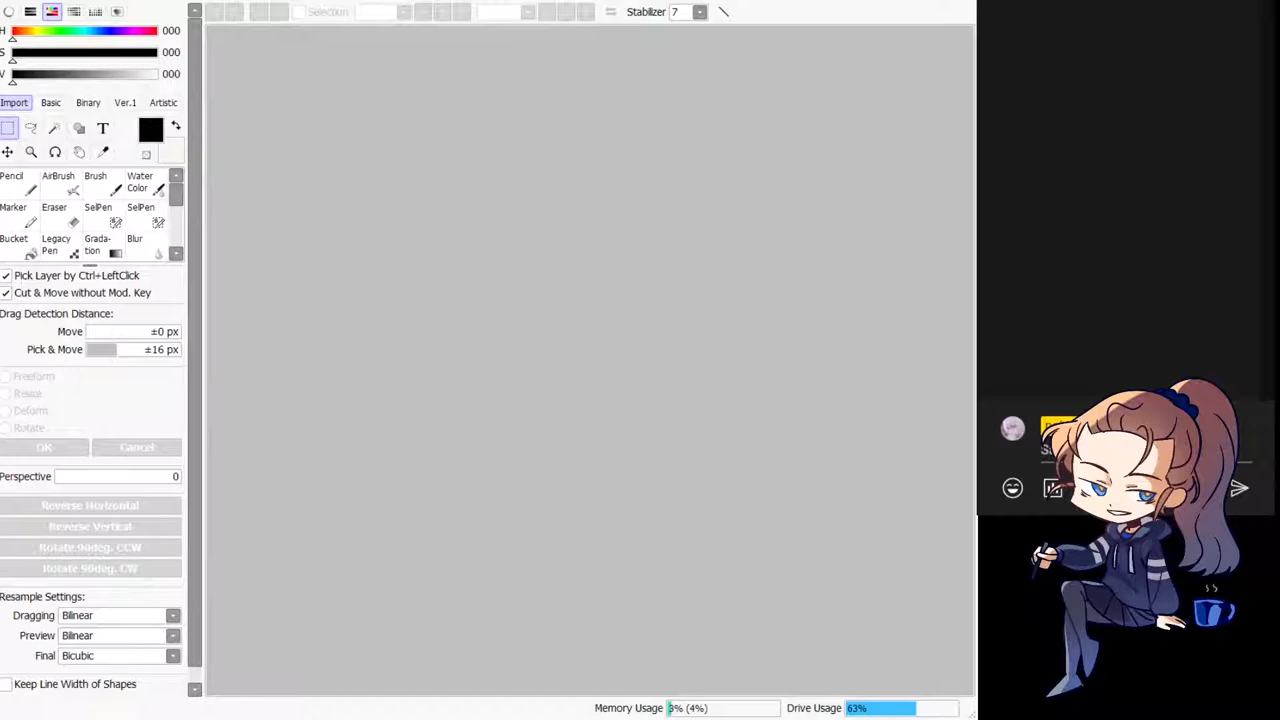 Selection
Stabilizer 7
H 000
S 000
V 000
Import Basic Binary Ver.1 Artistic
T
Pencil AirBrush Brush Water Color
Marker Eraser SelPen SelPen
Bucket Legacy Pen Grada-tion Blur
Pick Layer by Ctrl+LeftClick
Cut & Move without Mod. Key
Drag Detection Distance:
Move ±0 px
Pick & Move ±16 px
Freeform
Resize
Deform
Rotate
OK Cancel
Perspective 0
Reverse Horizontal
Reverse Vertical
Rotate 90deg. CCW
Rotate 90deg. CW
Resample Settings:
Dragging Bilinear
Preview Bilinear
Final Bicubic
Keep Line Width of Shapes
Memory Usage 3% (4%) Drive Usage 63%